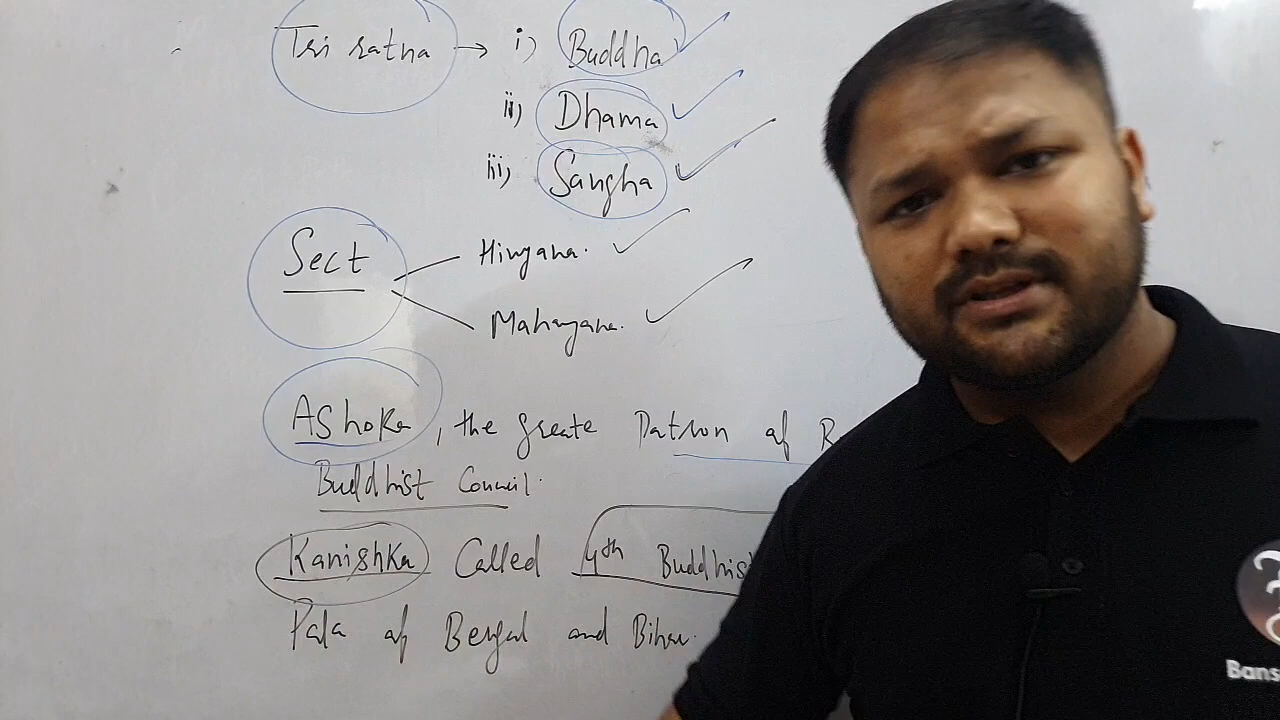 Tri ratna → i) Buddha
ii) Dhama
iii) Sangha
Sect
Hinyana.
Mahayana.
Ashoka, the greate Patron of B
Buddhist Council.
Kanishka Called 4th Buddhist
Pala of Bengal and Bihar.
Bans